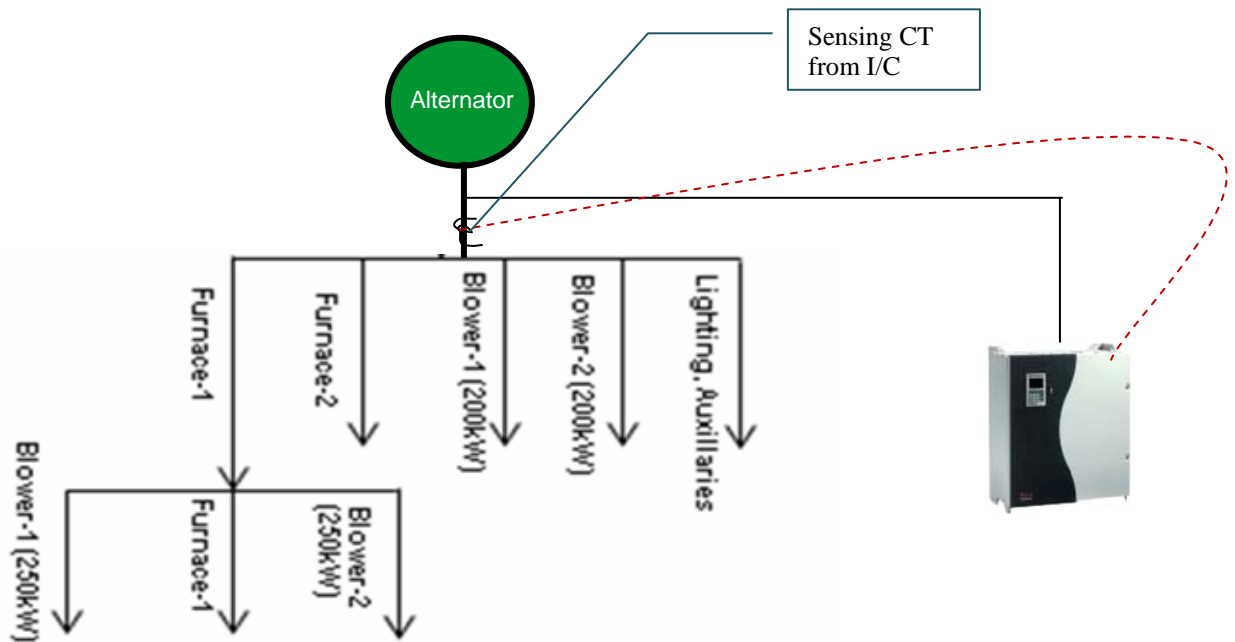 Sensing CT
from I/C
Alternator
Furnace-1
Furnace-2
Blower-1 (200kW)
Blower-2 (200kW)
Lighting, Auxillaries
Blower-1 (250kW)
Furnace-1
Blower-2
(250kW)